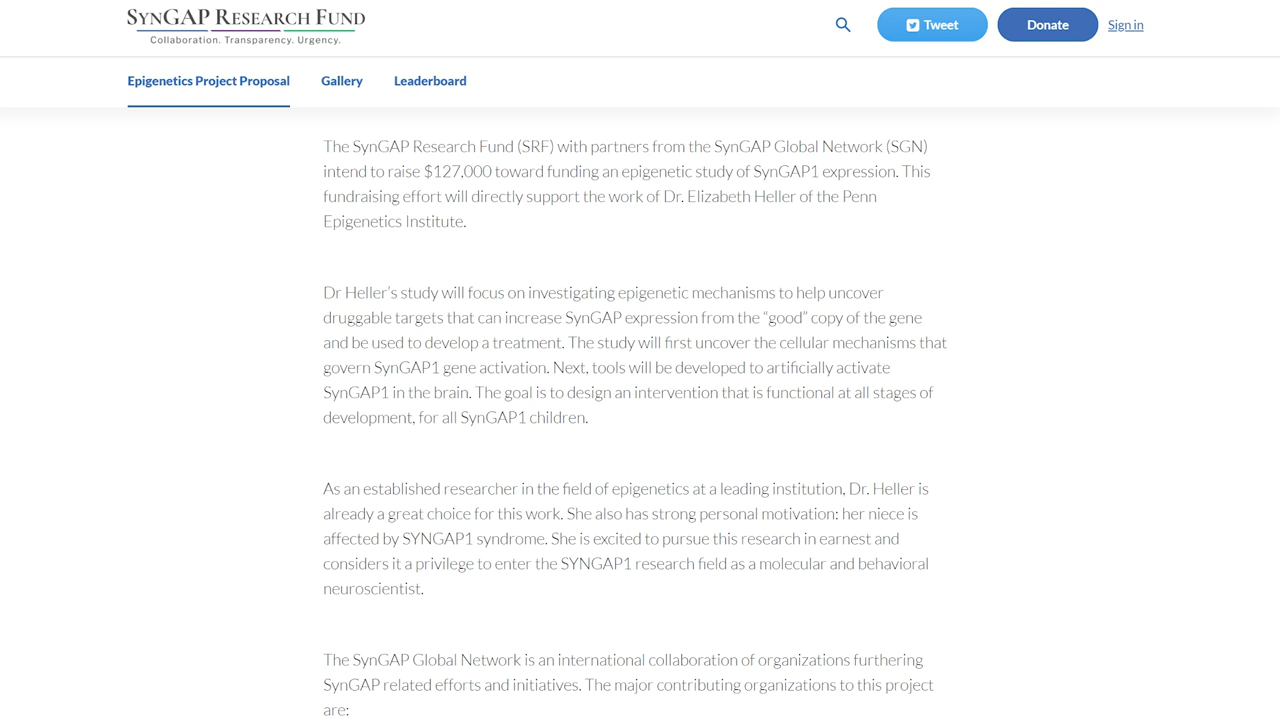 SYNGAP RESEARCH FUND
Collaboration. Transparency. Urgency.
Tweet
Donate
Sign in
Epigenetics Project Proposal
Gallery
Leaderboard
The SynGAP Research Fund (SRF) with partners from the SynGAP Global Network (SGN)
intend to raise $127,000 toward funding an epigenetic study of SynGAP1 expression. This
fundraising effort will directly support the work of Dr. Elizabeth Heller of the Penn
Epigenetics Institute.
Dr Heller’s study will focus on investigating epigenetic mechanisms to help uncover
druggable targets that can increase SynGAP expression from the “good” copy of the gene
and be used to develop a treatment. The study will first uncover the cellular mechanisms that
govern SynGAP1 gene activation. Next, tools will be developed to artificially activate
SynGAP1 in the brain. The goal is to design an intervention that is functional at all stages of
development, for all SynGAP1 children.
As an established researcher in the field of epigenetics at a leading institution, Dr. Heller is
already a great choice for this work. She also has strong personal motivation: her niece is
affected by SYNGAP1 syndrome. She is excited to pursue this research in earnest and
considers it a privilege to enter the SYNGAP1 research field as a molecular and behavioral
neuroscientist.
The SynGAP Global Network is an international collaboration of organizations furthering
SynGAP related efforts and initiatives. The major contributing organizations to this project
are: